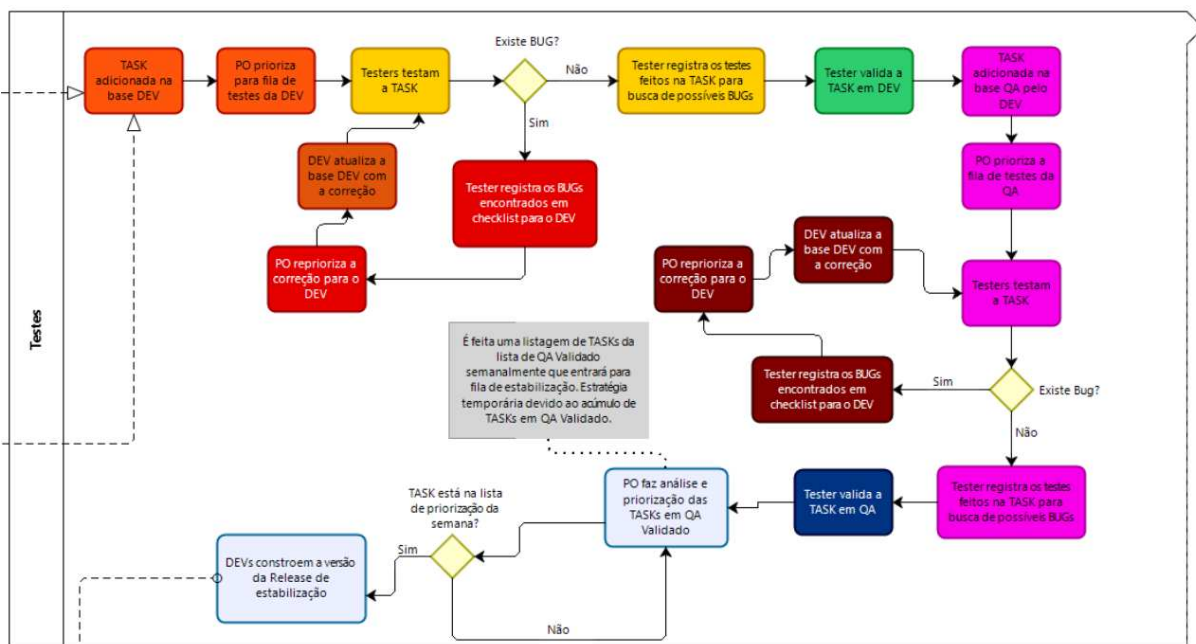 Testes
TASK
adicionada na
base DEV
PO prioriza
para fila de
testes da DEV
Testers testam
a TASK
Existe BUG?
Não
Sim
Tester registra os testes
feitos na TASK para
busca de possíveis BUGs
Tester valida a
TASK em DEV
TASK
adicionada na
base QA pelo
DEV
DEV atualiza a
base DEV com
a correção
Tester registra os BUGs
encontrados em
checklist para o DEV
PO reprioriza a
correção para o
DEV
PO prioriza a
fila de testes da
QA
PO reprioriza a
correção para o
DEV
DEV atualiza a
base DEV com
a correção
Testers testam
a TASK
Tester registra os BUGs
encontrados em
checklist para o DEV
Sim
Existe Bug?
Não
É feita uma listagem de TASKs da
lista de QA Validado
semanalmente que entrará para
fila de estabilização. Estratégia
temporária devido ao acúmulo de
TASKs em QA Validado.
Tester registra os testes
feitos na TASK para
busca de possíveis BUGs
Tester valida a
TASK em QA
PO faz análise e
priorização das
TASKs em QA
Validado
TASK está na lista
de priorização da
semana?
Sim
Não
DEVs constroem a versão
da Release de
estabilização